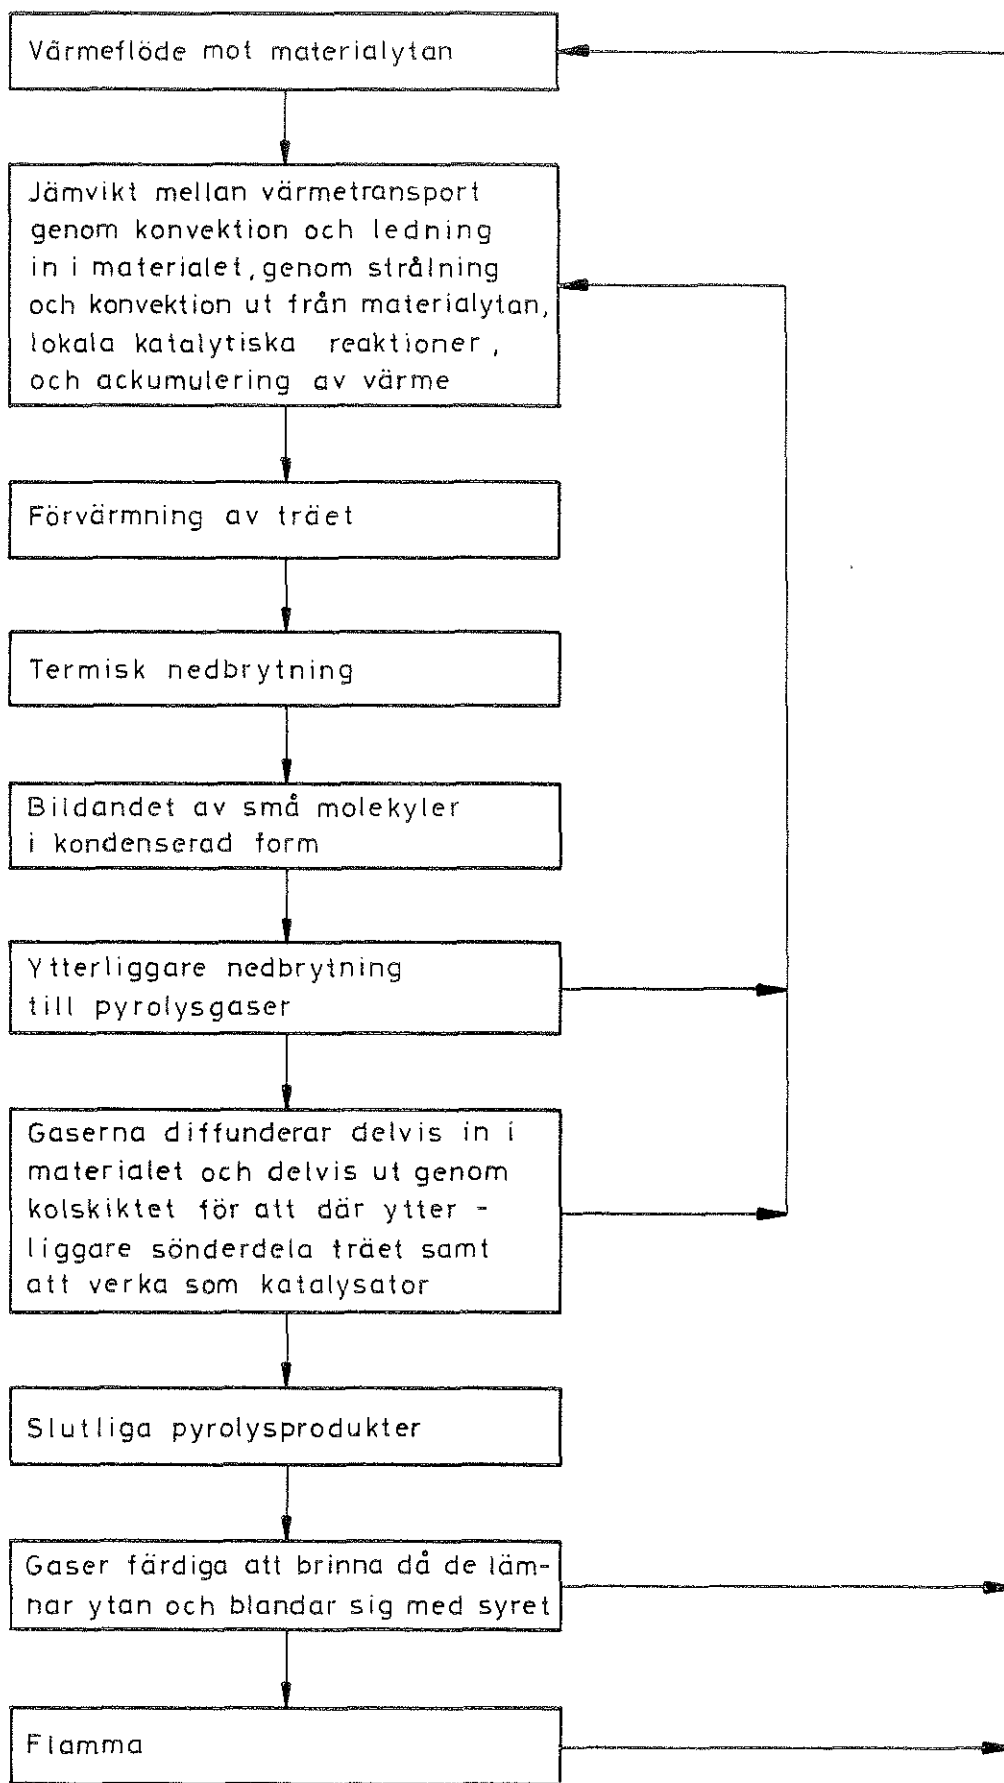 Värmeflöde mot materialytan
Jämvikt mellan värmetransport
genom konvektion och ledning
in i materialet, genom strålning
och konvektion ut från materialytan,
lokala katalytiska reaktioner,
och ackumulering av värme
Förvärmning av träet
Termisk nedbrytning
Bildandet av små molekyler
i kondenserad form
Ytterliggare nedbrytning
till pyrolysgaser
Gaserna diffunderar delvis in i
materialet och delvis ut genom
kolskiktet för att där ytter-
liggare sönderdela träet samt
att verka som katalysator
Slutliga pyrolysprodukter
Gaser färdiga att brinna då de läm-
nar ytan och blandar sig med syret
Flamma